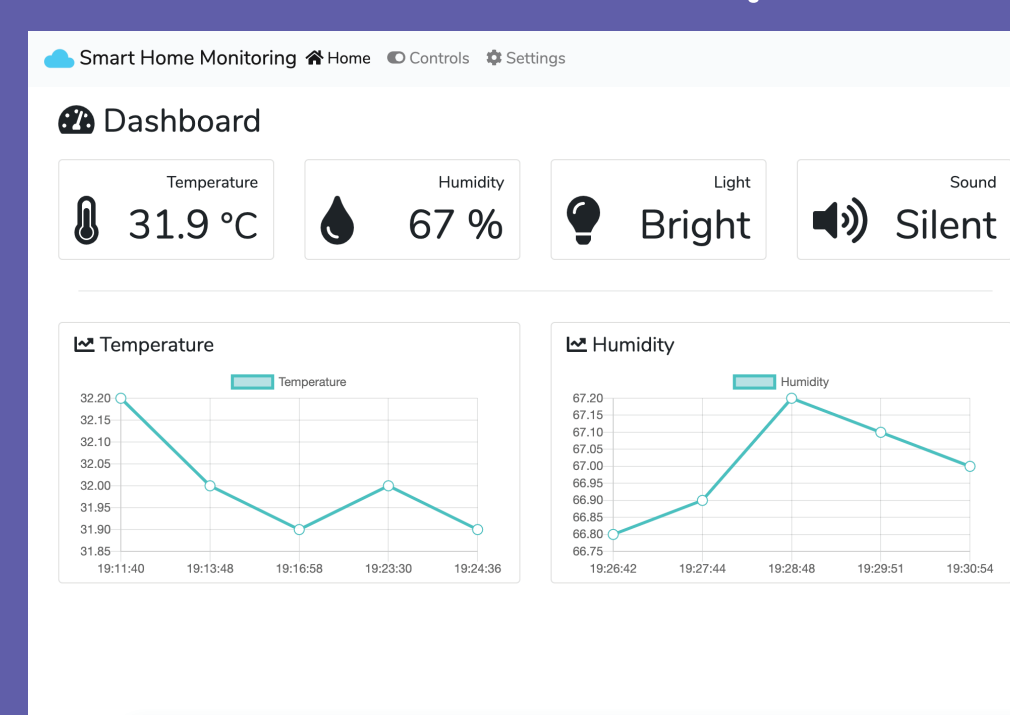 Smart Home Monitoring Home Controls Settings
Dashboard
Temperature
31.9 °C
Humidity
67 %
Light
Bright
Sound
Silent
Temperature
Temperature
32.20
32.15
32.10
32.05
32.00
31.95
31.90
31.85
19:11:40 19:13:48 19:16:58 19:23:30 19:24:36
Humidity
Humidity
67.20
67.15
67.10
67.05
67.00
66.95
66.90
66.85
66.80
66.75
19:26:42 19:27:44 19:28:48 19:29:51 19:30:54